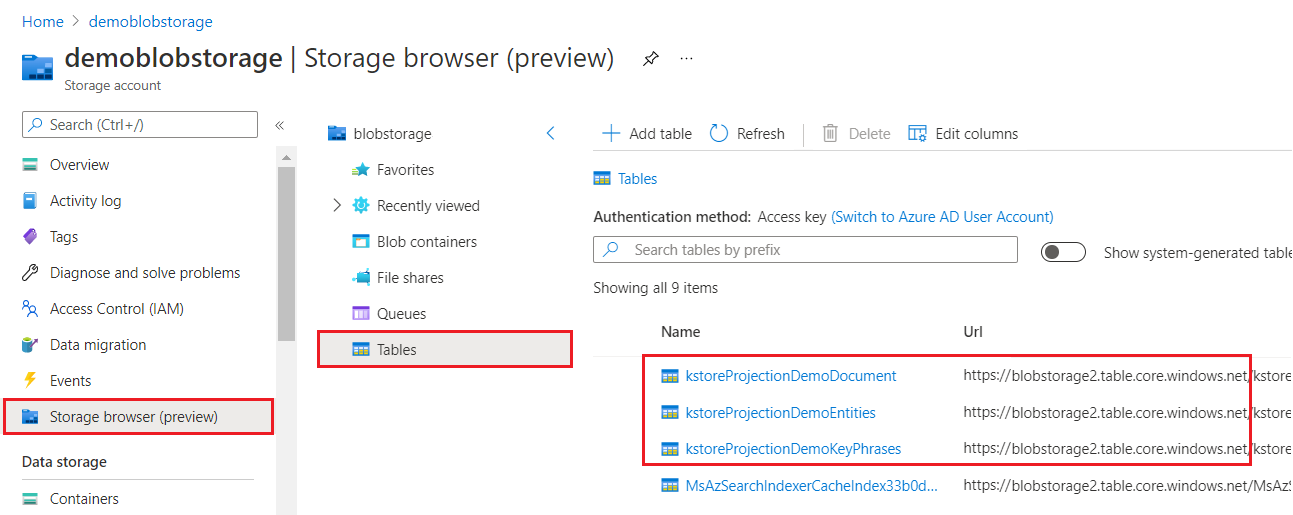 Home > demoblobstorage
demoblobstorage | Storage browser (preview) ...
Storage account
Search (Ctrl+/) «
Overview
Activity log
Tags
Diagnose and solve problems
Access Control (IAM)
Data migration
Events
Storage browser (preview)
Data storage
Containers
blobstorage
Favorites
Recently viewed
Blob containers
File shares
Queues
Tables
Add table Refresh Delete Edit columns
Tables
Authentication method: Access key (Switch to Azure AD User Account)
Search tables by prefix Show system-generated table
Showing all 9 items
Name Url
kstoreProjectionDemoDocument https://blobstorage2.table.core.windows.net/kstore
kstoreProjectionDemoEntities https://blobstorage2.table.core.windows.net/kstore
kstoreProjectionDemoKeyPhrases https://blobstorage2.table.core.windows.net/kstore
MsAzSearchIndexerCacheIndex33b0d... https://blobstorage2.table.core.windows.net/MsAzS